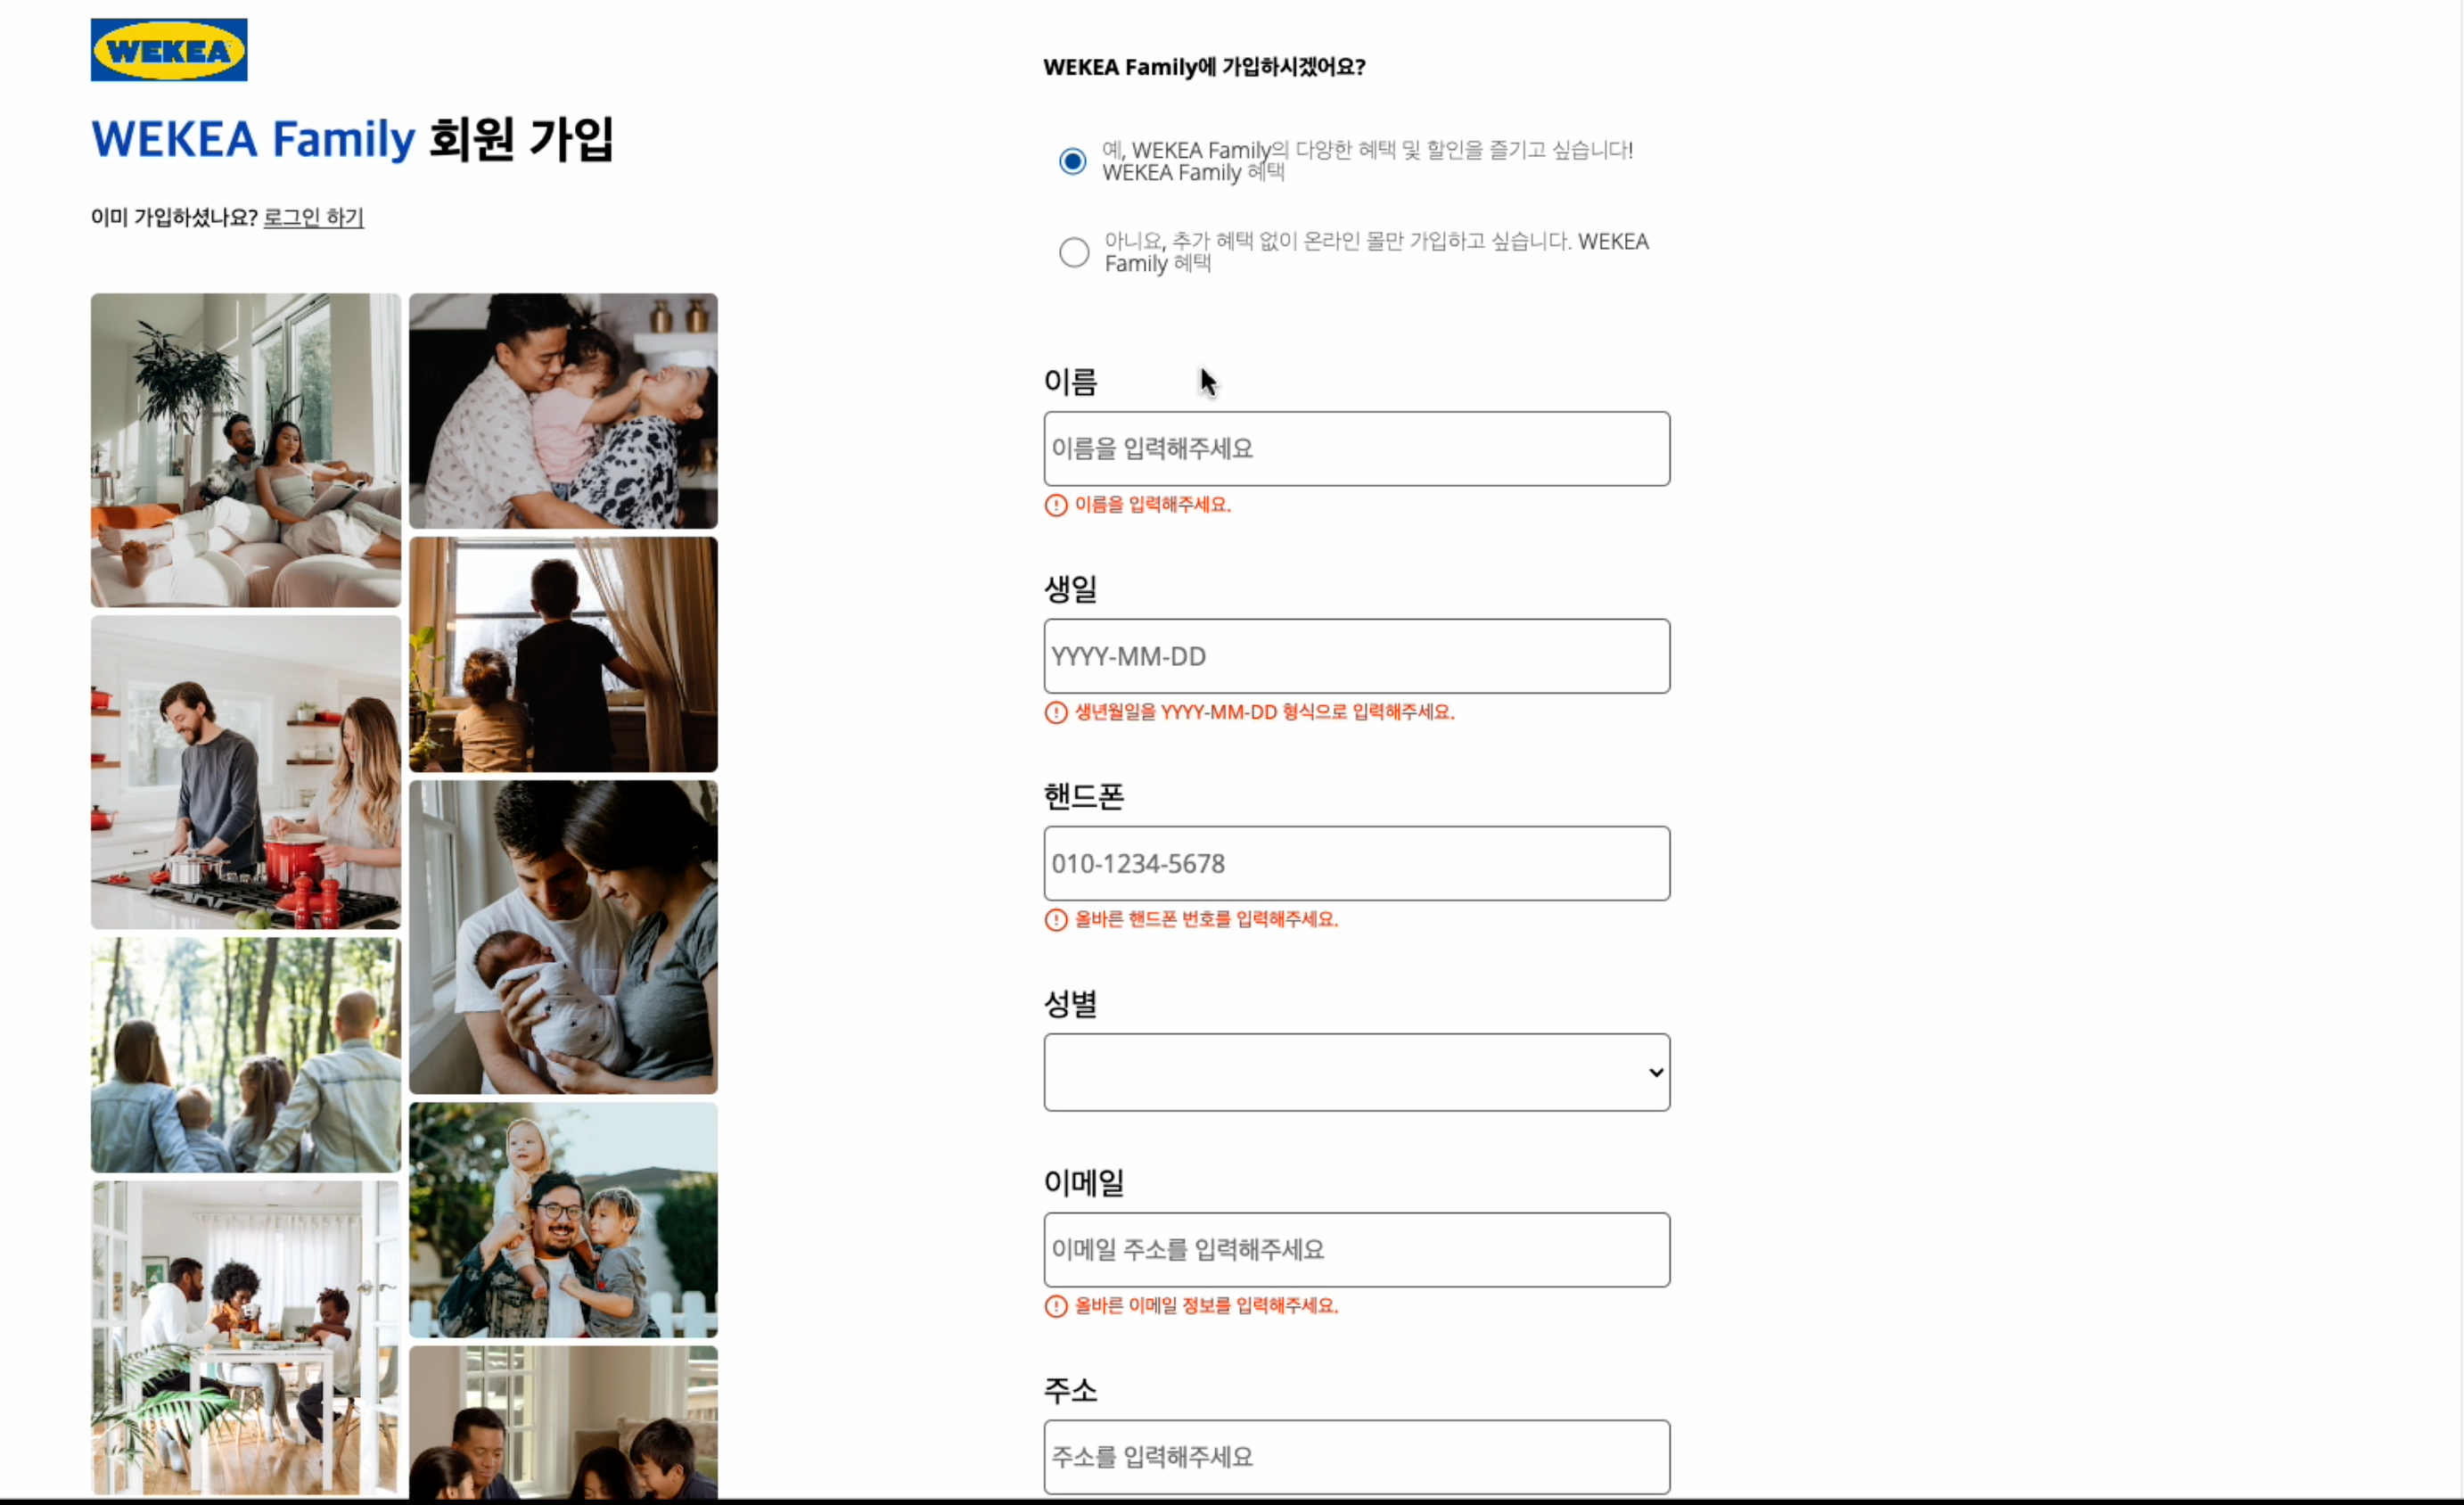 WEKEA
WEKEA Family 회원 가입
이미 가입하셨나요? 로그인 하기
WEKEA Family에 가입하시겠어요?
예, WEKEA Family의 다양한 혜택 및 할인을 즐기고 싶습니다!
WEKEA Family 혜택
아니요, 추가 혜택 없이 온라인 몰만 가입하고 싶습니다. WEKEA
Family 혜택
이름
이름을 입력해주세요
이름을 입력해주세요.
생일
YYYY-MM-DD
생년월일을 YYYY-MM-DD 형식으로 입력해주세요.
핸드폰
010-1234-5678
올바른 핸드폰 번호를 입력해주세요.
성별
이메일
이메일 주소를 입력해주세요
올바른 이메일 정보를 입력해주세요.
주소
주소를 입력해주세요